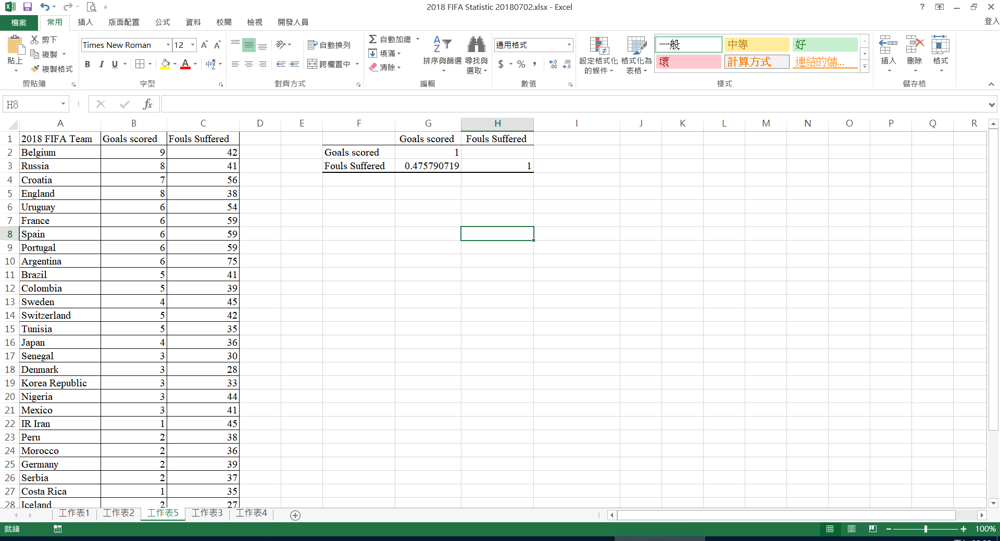 2018 FIFA Statistic 20180702.xlsx - Excel
檔案 常用 插入 版面配置 公式 資料 校閱 檢視 開發人員 登入
貼上 剪下 複製 複製格式
剪貼簿
Times New Roman 12
B I U A 中
字型
自動換列
跨欄置中
對齊方式
Σ 自動加總
填滿
清除
排序與篩選 尋找與
選取
編輯
通用格式
$ % ,
數值
設定格式化 格式化為
的條件 表格
一般 中等 好
壞 計算方式 連結的儲...
樣式
插入 刪除 格式
儲存格
H8 fx
A B C D E F G H I J K L M N O P Q R
1 2018 FIFA Team Goals scored Fouls Suffered Goals scored Fouls Suffered
2 Belgium 9 42 Goals scored 1
3 Russia 8 41 Fouls Suffered 0.475790719 1
4 Croatia 7 56
5 England 8 38
6 Uruguay 6 54
7 France 6 59
8 Spain 6 59
9 Portugal 6 59
10 Argentina 6 75
11 Brazil 5 41
12 Colombia 5 39
13 Sweden 4 45
14 Switzerland 5 42
15 Tunisia 5 35
16 Japan 4 36
17 Senegal 3 30
18 Denmark 3 28
19 Korea Republic 3 33
20 Nigeria 3 44
21 Mexico 3 41
22 IR Iran 1 45
23 Peru 2 38
24 Morocco 2 36
25 Germany 2 39
26 Serbia 2 37
27 Costa Rica 1 35
28 Iceland 2 27
工作表1 工作表2 工作表5 工作表3 工作表4
就緒 100%